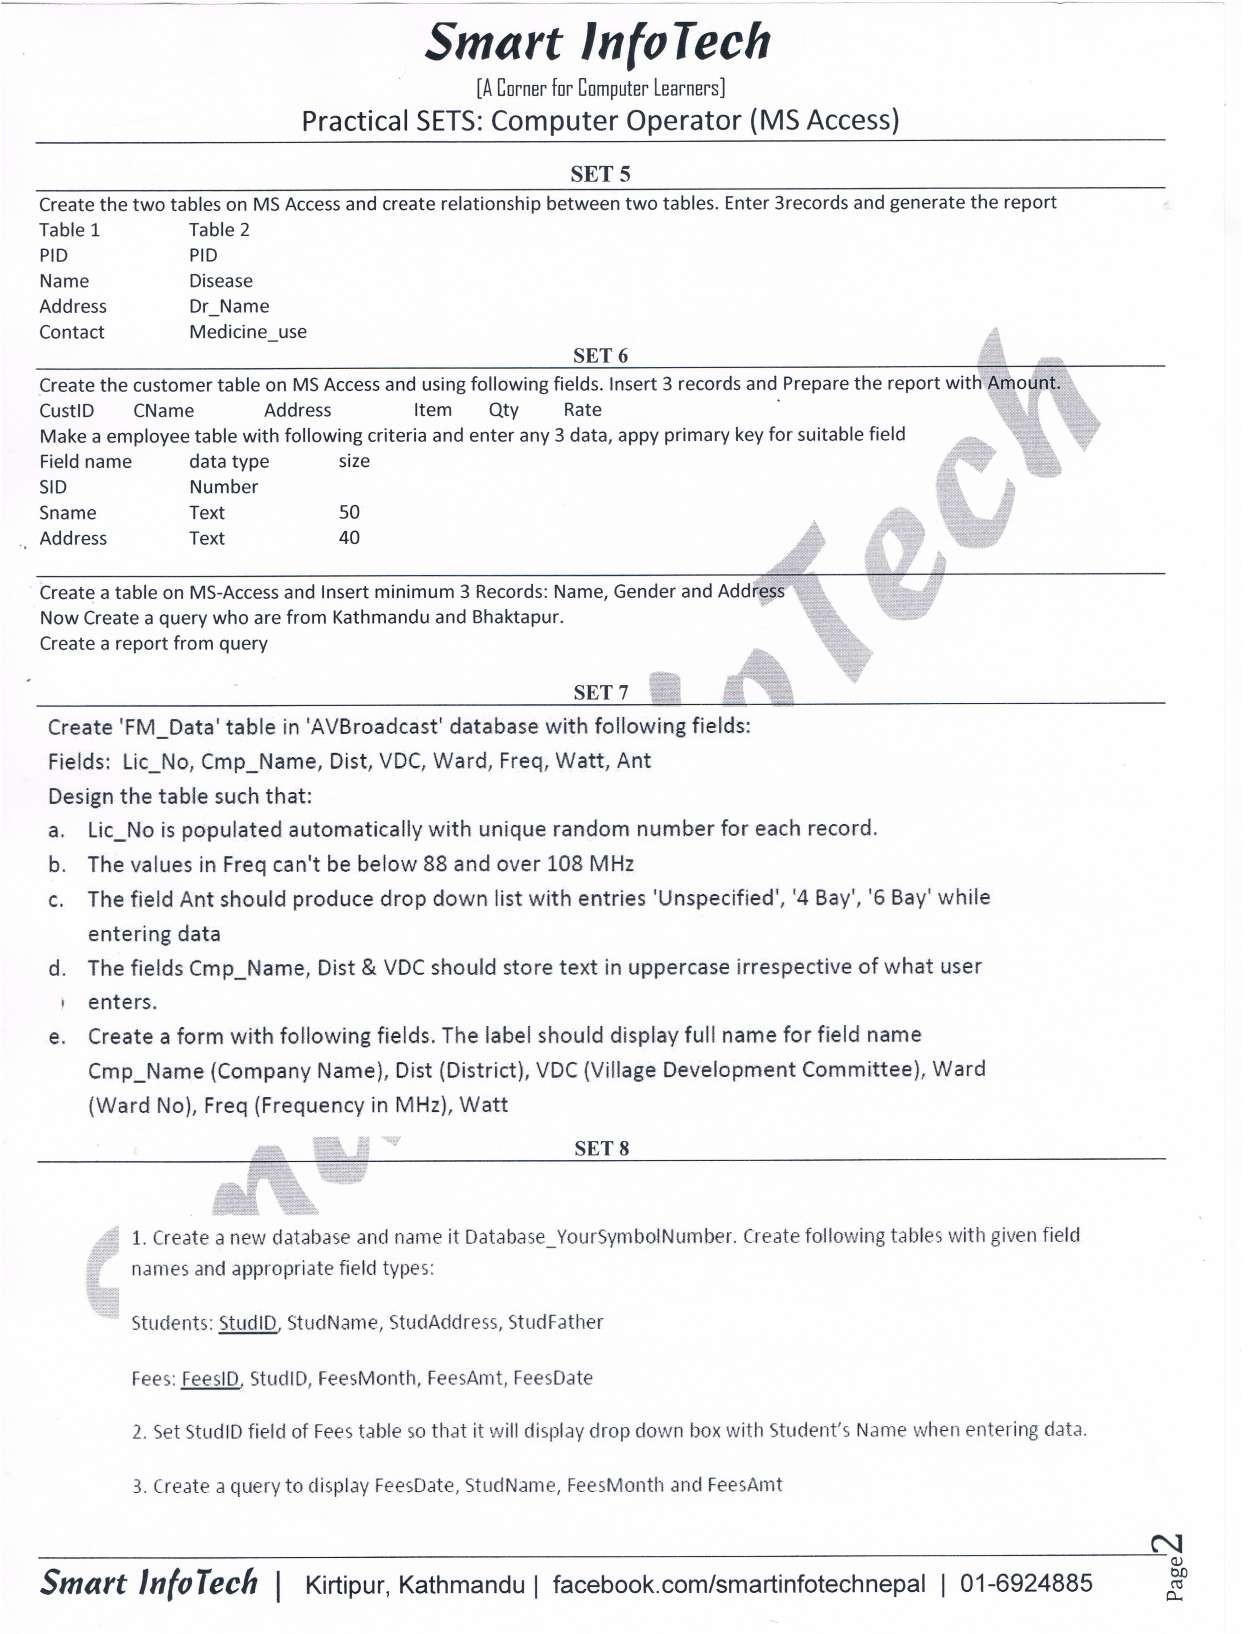 Smart InfoTech
[A Corner for Computer Learners]
Practical SETS: Computer Operator (MS Access)
SET 5
Create the two tables on MS Access and create relationship between two tables. Enter 3records and generate the report
Table 1 Table 2
PID PID
Name Disease
Address Dr_Name
Contact Medicine_use
SET 6
Create the customer table on MS Access and using following fields. Insert 3 records and Prepare the report with Amount.
CustID CName Address Item Qty Rate
Make a employee table with following criteria and enter any 3 data, appy primary key for suitable field
Field name data type size
SID Number
Sname Text 50
Address Text 40
Create a table on MS-Access and Insert minimum 3 Records: Name, Gender and Address
Now Create a query who are from Kathmandu and Bhaktapur.
Create a report from query
SET 7
Create 'FM_Data' table in 'AVBroadcast' database with following fields:
Fields: Lic_No, Cmp_Name, Dist, VDC, Ward, Freq, Watt, Ant
Design the table such that:
a. Lic_No is populated automatically with unique random number for each record.
b. The values in Freq can't be below 88 and over 108 MHz
c. The field Ant should produce drop down list with entries 'Unspecified', '4 Bay', '6 Bay' while
entering data
d. The fields Cmp_Name, Dist & VDC should store text in uppercase irrespective of what user
enters.
e. Create a form with following fields. The label should display full name for field name
Cmp_Name (Company Name), Dist (District), VDC (Village Development Committee), Ward
(Ward No), Freq (Frequency in MHz), Watt
SET 8
1. Create a new database and name it Database_YourSymbolNumber. Create following tables with given field
names and appropriate field types:
Students: StudID, StudName, StudAddress, StudFather
Fees: FeesID, StudID, FeesMonth, FeesAmt, FeesDate
2. Set StudID field of Fees table so that it will display drop down box with Student's Name when entering data.
3. Create a query to display FeesDate, StudName, FeesMonth and FeesAmt
Smart InfoTech | Kirtipur, Kathmandu | facebook.com/smartinfotechnepal | 01-6924885
Page 2